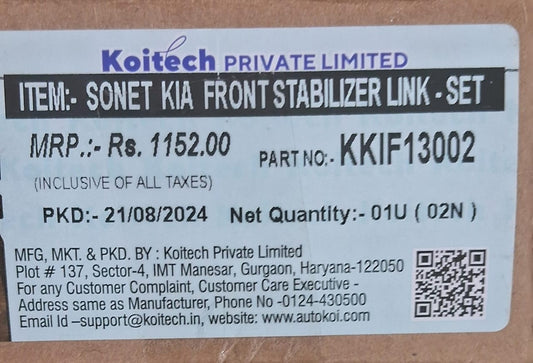 Koitech PRIVATE LIMITED
ITEM:- SONET KIA FRONT STABILIZER LINK - SET
MRP.:- Rs. 1152.00
PART NO:- KKIF13002
(INCLUSIVE OF ALL TAXES)
PKD:- 21/08/2024 Net Quantity:- 01U ( 02N )
MFG, MKT. & PKD. BY : Koitech Private Limited
Plot # 137, Sector-4, IMT Manesar, Gurgaon, Haryana-122050
For any Customer Complaint, Customer Care Executive -
Address same as Manufacturer, Phone No -0124-430500
Email Id –support@koitech.in, website: www.autokoi.com